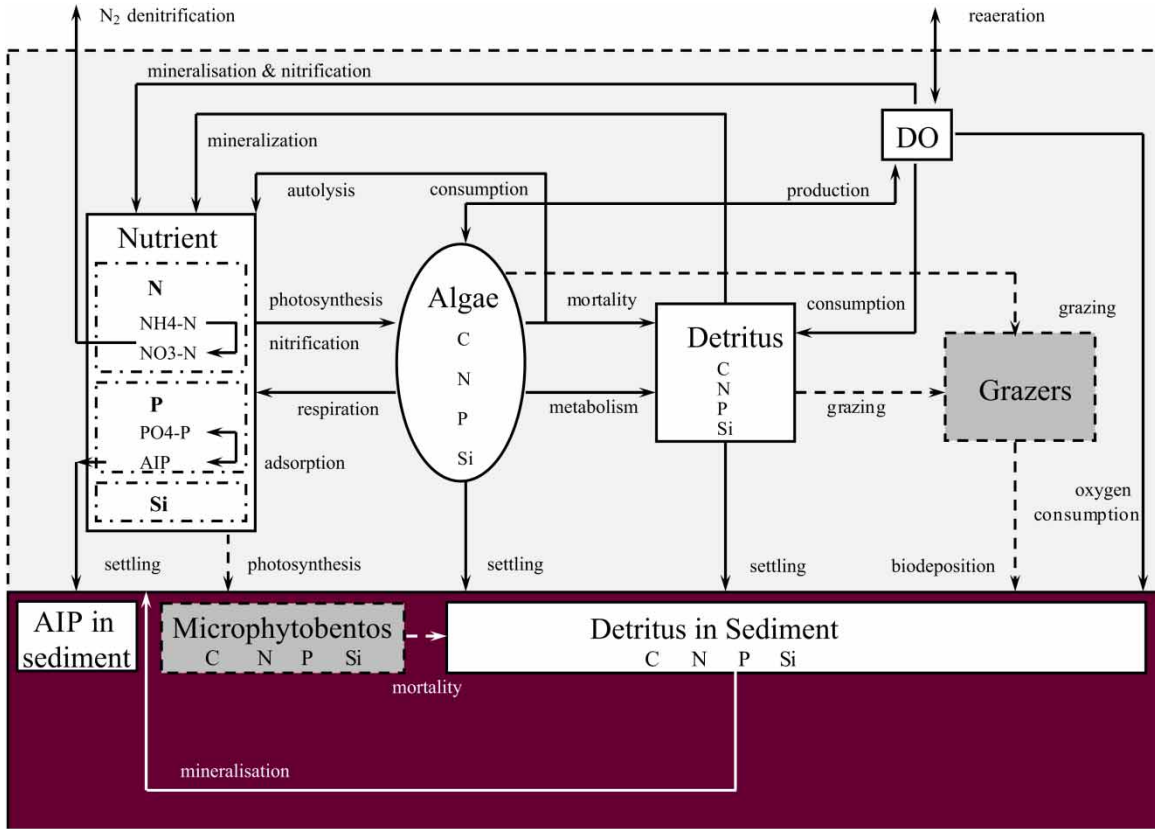 N2 denitrification
reaeration
mineralisation & nitrification
mineralization
DO
autolysis
consumption
production
Nutrient
N
NH4-N
NO3-N
photosynthesis
nitrification
Algae
C
N
P
Si
mortality
consumption
grazing
Detritus
C
N
P
Si
Grazers
P
PO4-P
AIP
respiration
metabolism
grazing
adsorption
Si
oxygen
consumption
settling
photosynthesis
settling
settling
biodeposition
AIP in
sediment
Microphytobentos
C N P Si
Detritus in Sediment
C N P Si
mortality
mineralisation